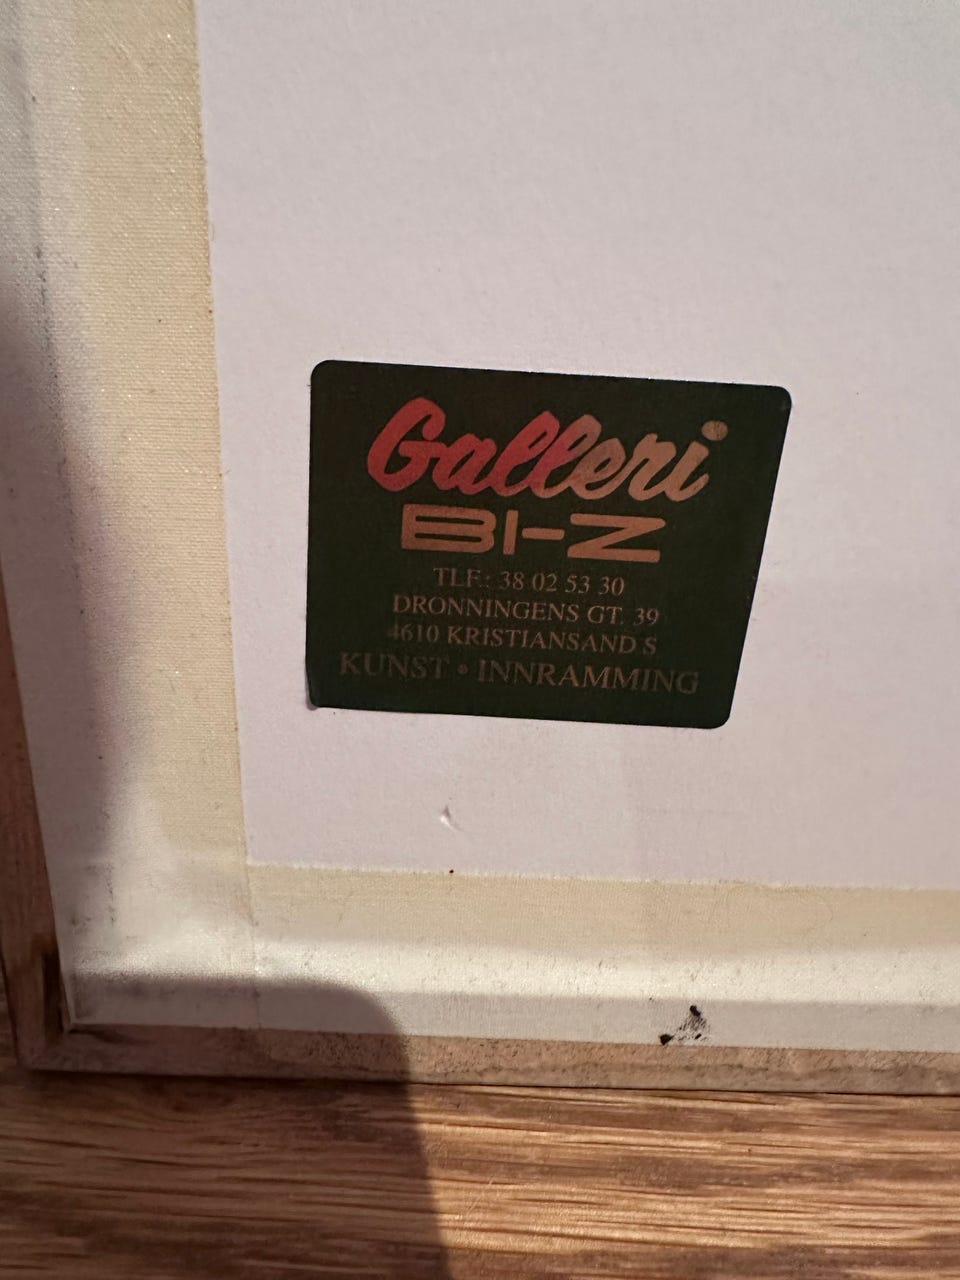 Galleri
BI-Z
TLF.: 38 02 53 30
DRONNINGENS GT. 39
4610 KRISTIANSAND S
KUNST • INNRAMMING